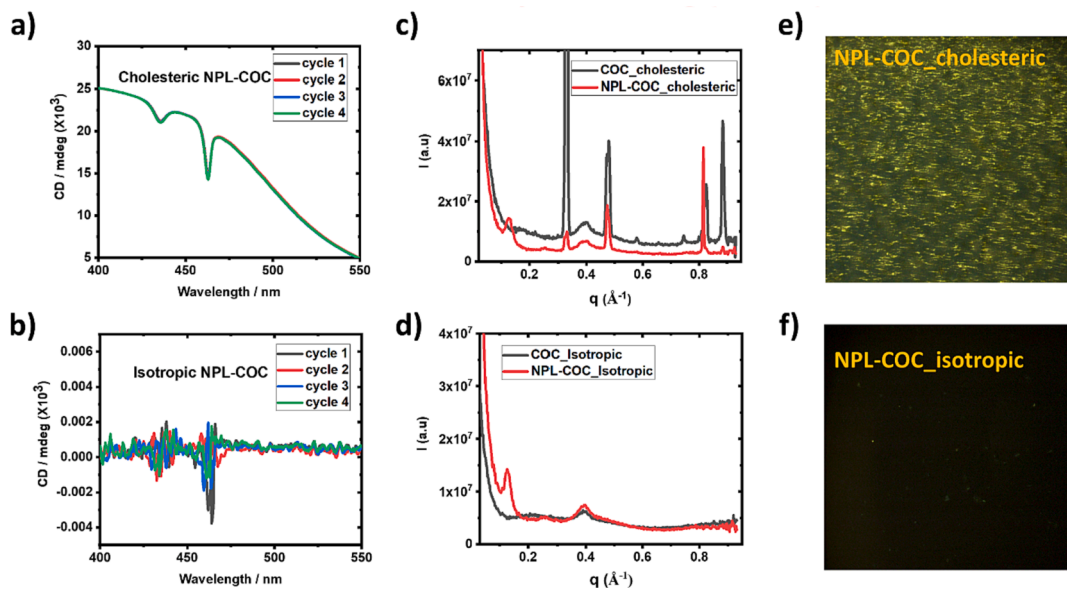 a)
CD / mdeg (X10³)
30
25
20
15
10
5
Cholesteric NPL-COC
cycle 1
cycle 2
cycle 3
cycle 4
400 450 500 550
Wavelength / nm
b)
CD / mdeg (X10³)
0.006
0.004
0.002
0.000
-0.002
-0.004
Isotropic NPL-COC
cycle 1
cycle 2
cycle 3
cycle 4
400 450 500 550
Wavelength / nm
c)
I (a.u)
6x10⁷
4x10⁷
2x10⁷
0
COC_cholesteric
NPL-COC_cholesteric
0.2 0.4 0.6 0.8
q (Å⁻¹)
d)
I (a.u)
4x10⁷
3x10⁷
2x10⁷
1x10⁷
0
COC_Isotropic
NPL-COC_Isotropic
0.2 0.4 0.6 0.8
q (Å⁻¹)
e)
NPL-COC_cholesteric
f)
NPL-COC_isotropic